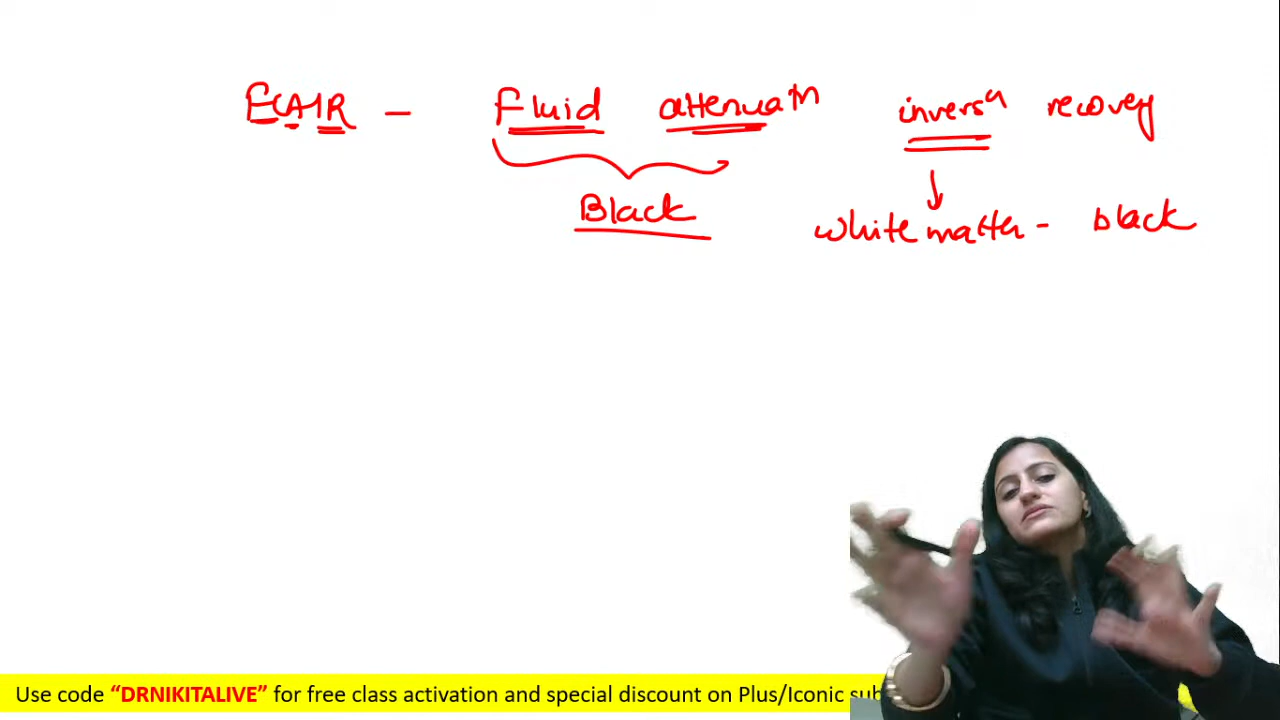 FLAIR - Fluid attenuatn inversn recovery
Black
white matter - black
Use code “DRNIKITALIVE” for free class activation and special discount on Plus/Iconic